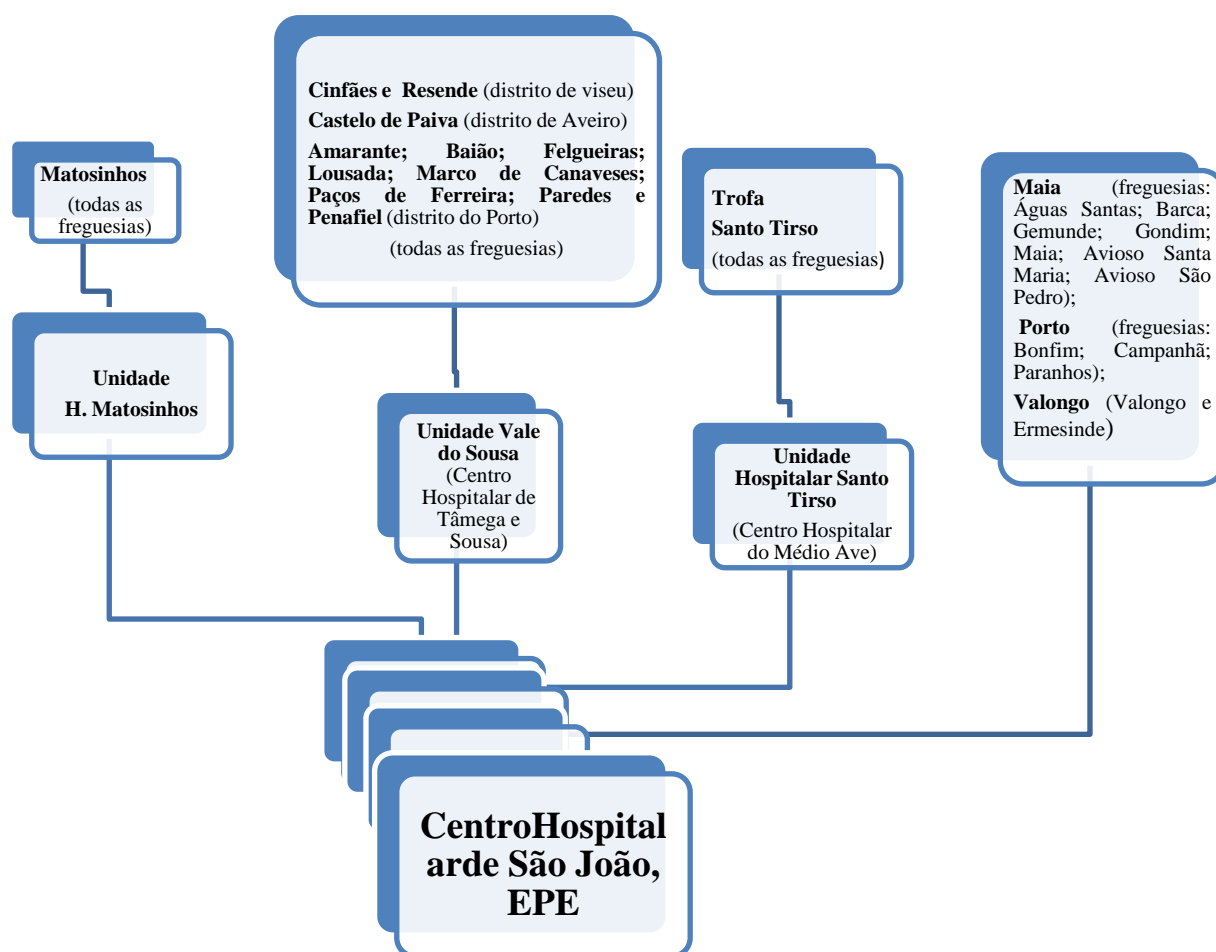 Matosinhos
(todas as
freguesias)
Unidade
H. Matosinhos
Cinfães e Resende (distrito de viseu)
Castelo de Paiva (distrito de Aveiro)
Amarante; Baião; Felgueiras;
Lousada; Marco de Canaveses;
Paços de Ferreira; Paredes e
Penafiel (distrito do Porto)
(todas as freguesias)
Unidade Vale
do Sousa
(Centro
Hospitalar de
Tâmega e
Sousa)
Trofa
Santo Tirso
(todas as freguesias)
Unidade
Hospitalar Santo
Tirso
(Centro Hospitalar
do Médio Ave)
Maia (freguesias:
Águas Santas; Barca;
Gemunde; Gondim;
Maia; Avioso Santa
Maria; Avioso São
Pedro);
Porto (freguesias:
Bonfim; Campanhã;
Paranhos);
Valongo (Valongo e
Ermesinde)
CentroHospital
arde São João,
EPE